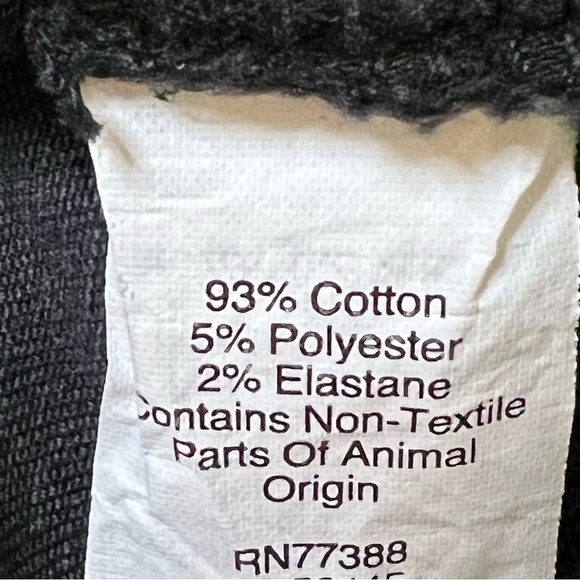 93% Cotton
5% Polyester
2% Elastane
Contains Non-Textile
Parts Of Animal
Origin
RN77388